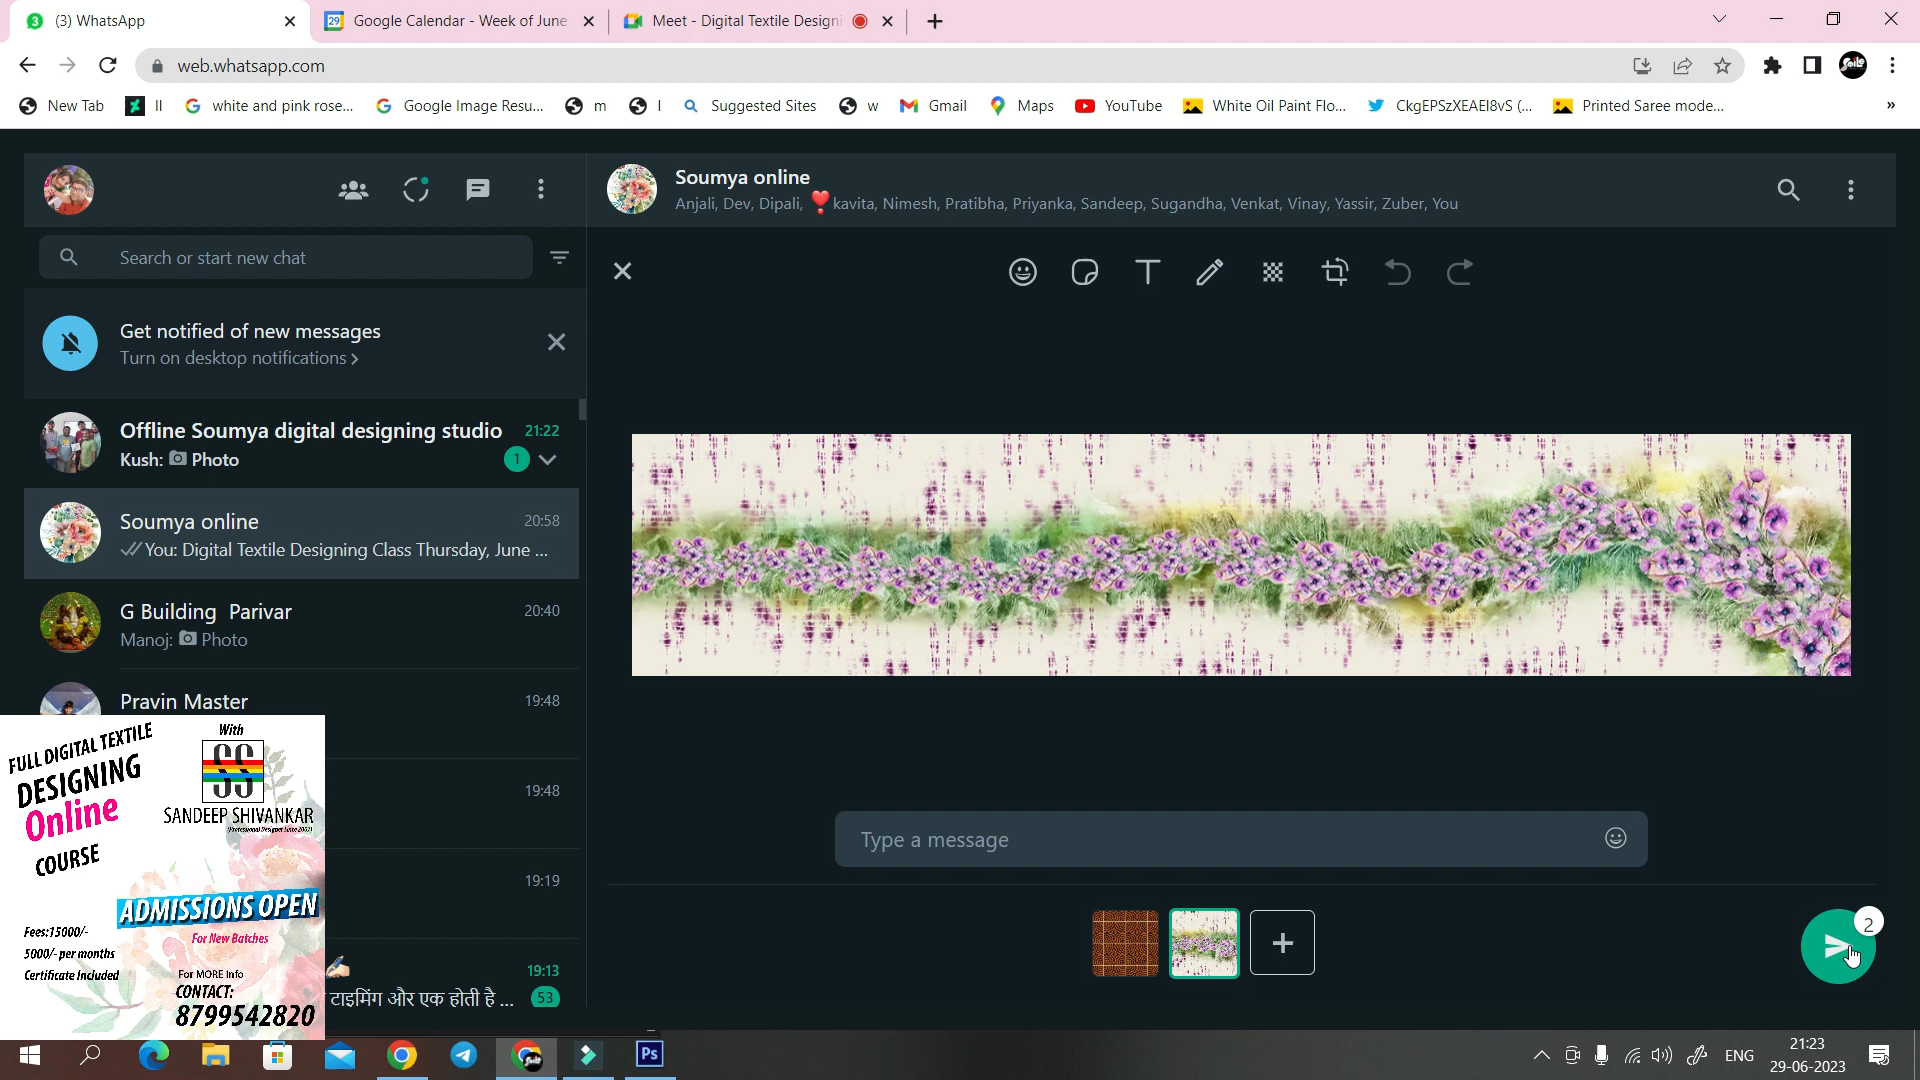 (3) WhatsApp
Google Calendar - Week of June
Meet - Digital Textile Designi
web.whatsapp.com
New Tab
ll
white and pink rose...
Google Image Resu...
m
l
Suggested Sites
w
Gmail
Maps
YouTube
White Oil Paint Flo...
CkgEPSzXEAEI8vS (...
Printed Saree mode...
»
Soumya online
Anjali, Dev, Dipali, ❣️kavita, Nimesh, Pratibha, Priyanka, Sandeep, Sugandha, Venkat, Vinay, Yassir, Zuber, You
Search or start new chat
Get notified of new messages
Turn on desktop notifications >
Offline Soumya digital designing studio 21:22
Kush: Photo 1
Soumya online 20:58
You: Digital Textile Designing Class Thursday, June ...
G Building Parivar 20:40
Manoj: Photo
Pravin Master 19:48
19:48
19:19
19:13
टाइमिंग और एक होती है ... 53
Type a message
2
FULL DIGITAL TEXTILE
DESIGNING
Online
COURSE
With
SS
SANDEEP SHIVANKAR
(Professional Designer Since 2007)
ADMISSIONS OPEN
For New Batches
Fees:15000/-
5000/- per months
Certificate Included
For MORE Info
CONTACT:
8799542820
Ps
ENG
21:23
29-06-2023